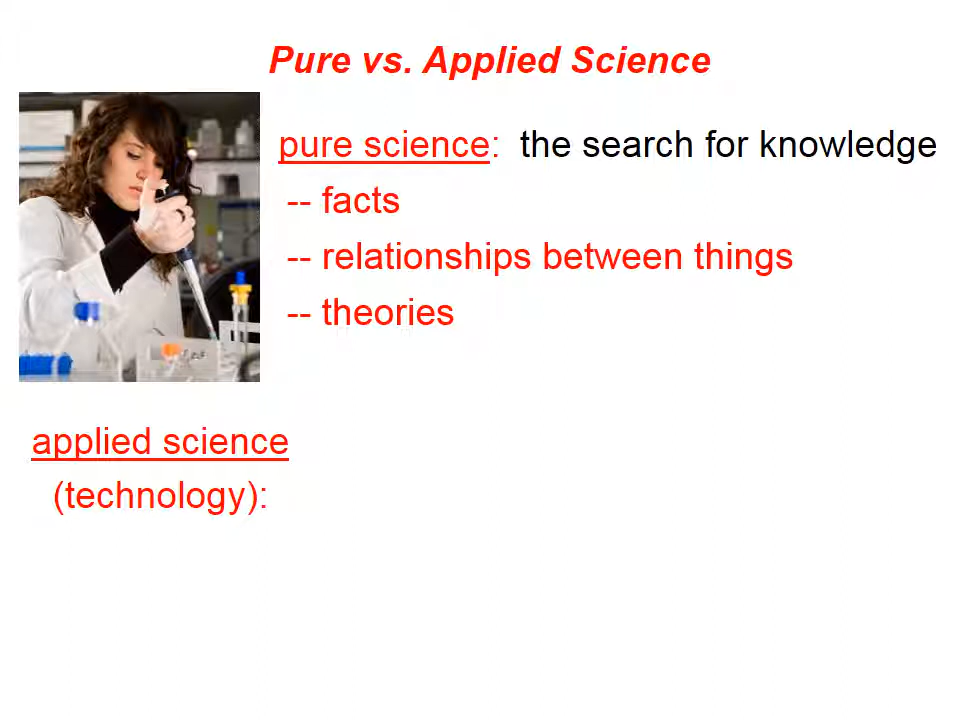 Pure vs. Applied Science
pure science:  the search for knowledge
-- facts
-- relationships between things
-- theories
applied science
(technology):